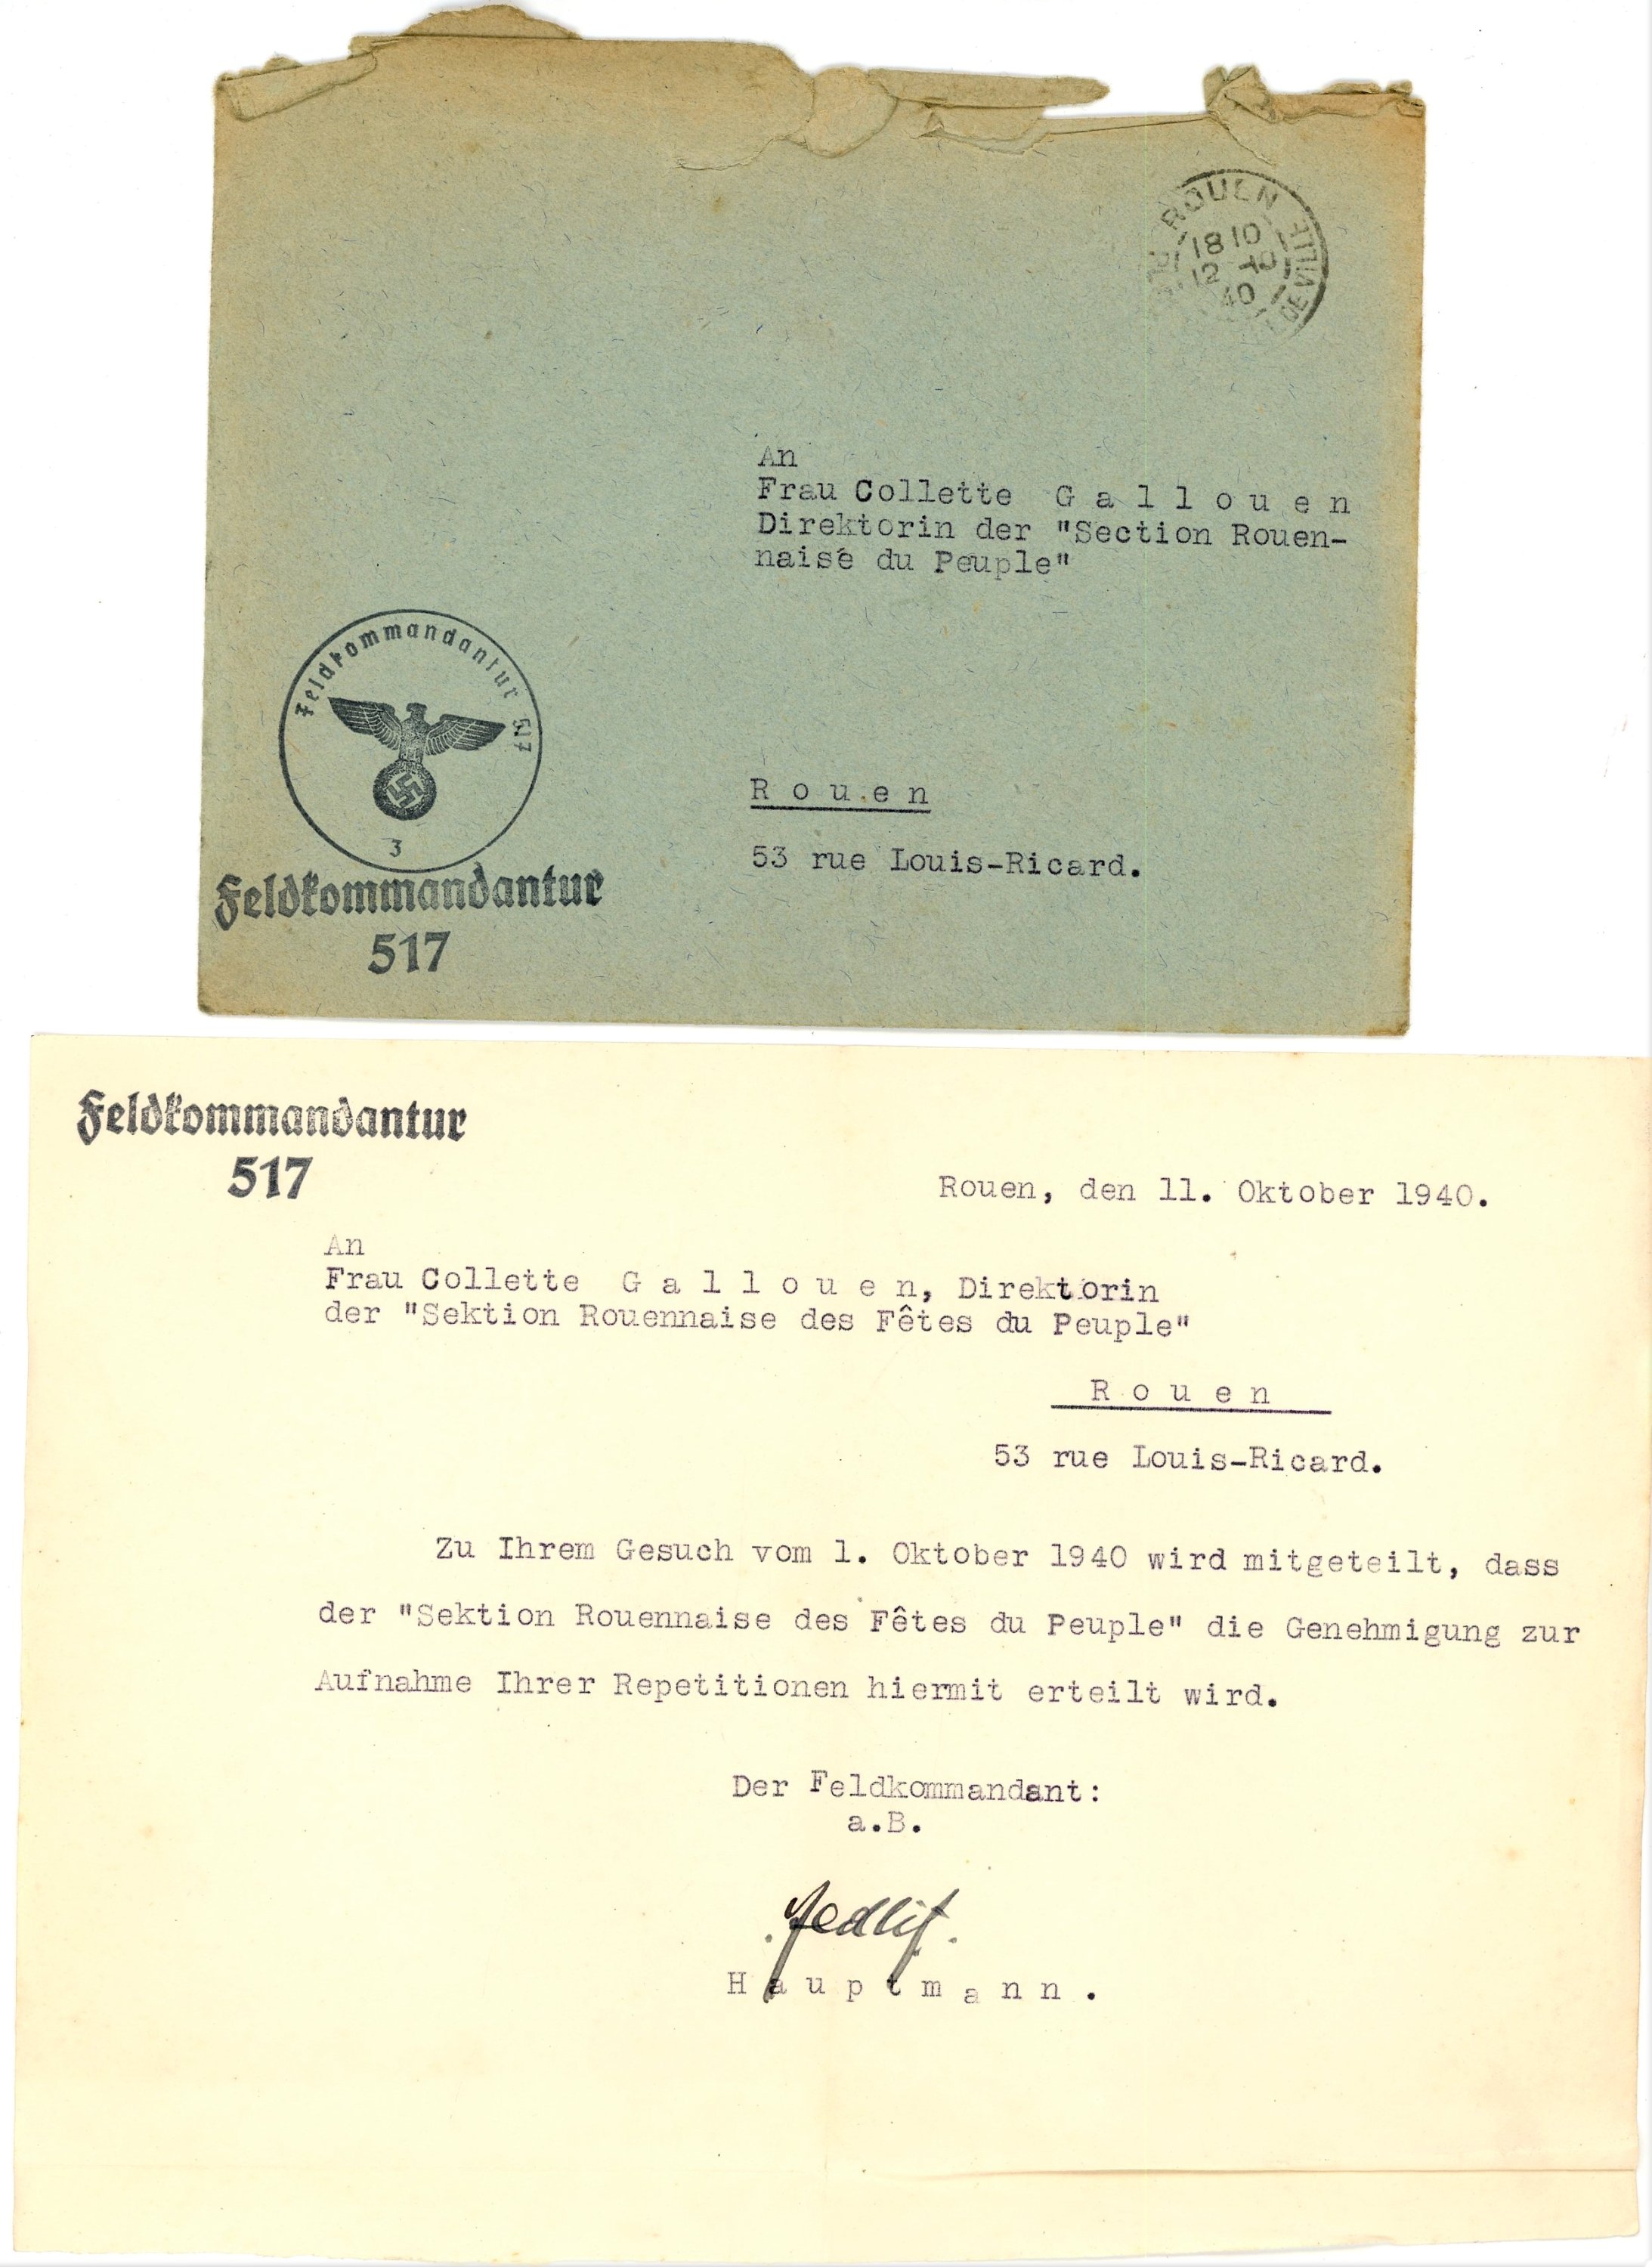 ROUEN
18 10
12 -10
40
DE VILLE
An
Frau Collette G a l l o u e n
Direktorin der "Section Rouen-
naise du Peuple"
R o u e n
53 rue Louis-Ricard.
Feldkommandantur 517
3
Feldkommandantur
517
Feldkommandantur
517
Rouen, den 11. Oktober 1940.
An
Frau Collette G a l l o u e n, Direktorin
der "Sektion Rouennaise des Fêtes du Peuple"
R o u e n
53 rue Louis-Ricard.
Zu Ihrem Gesuch vom 1. Oktober 1940 wird mitgeteilt, dass
der "Sektion Rouennaise des Fêtes du Peuple" die Genehmigung zur
Aufnahme Ihrer Repetitionen hiermit erteilt wird.
Der Feldkommandant:
a.B.
H a u p t m a n n .